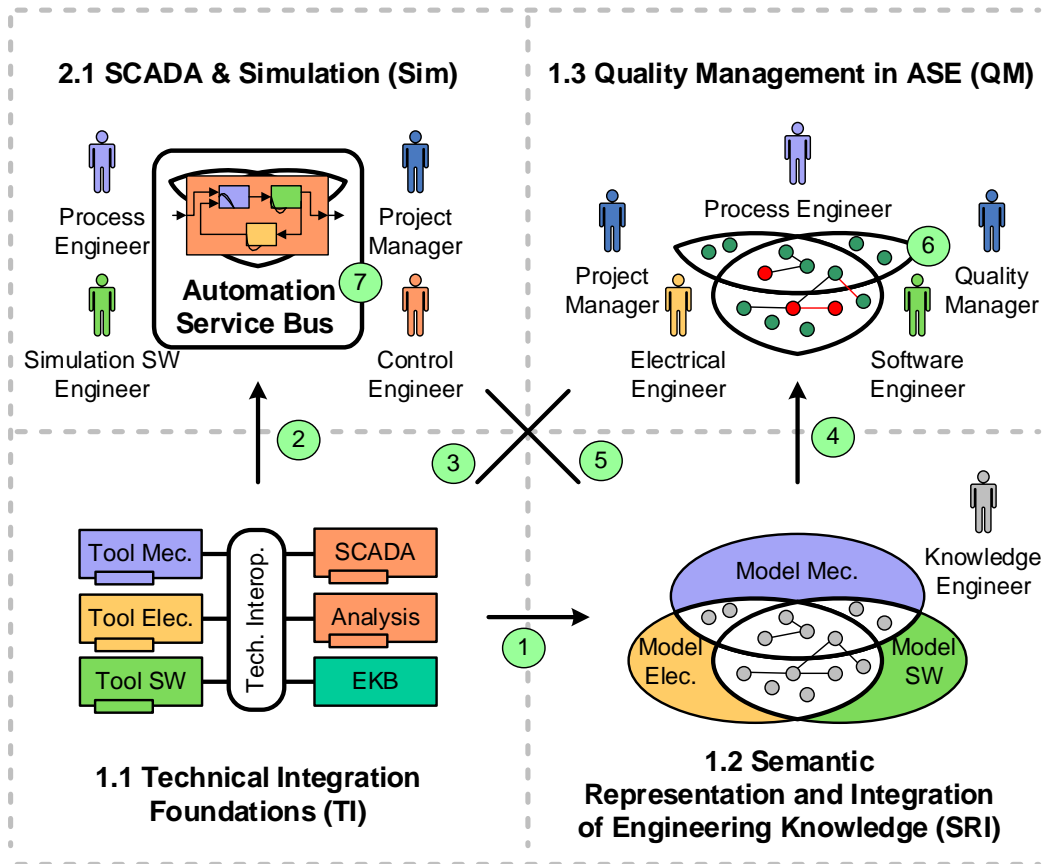 2.1 SCADA & Simulation (Sim)
Process
Engineer
Project
Manager
Automation
Service Bus
7
Simulation SW
Engineer
Control
Engineer
1.3 Quality Management in ASE (QM)
Process Engineer
Project
Manager
6
Quality
Manager
Electrical
Engineer
Software
Engineer
2
3
5
4
Tool Mec.
Tool Elec.
Tool SW
Tech. Interop.
SCADA
Analysis
EKB
1
1.1 Technical Integration
Foundations (TI)
Knowledge
Engineer
Model Mec.
Model
Elec.
Model
SW
1.2 Semantic
Representation and Integration
of Engineering Knowledge (SRI)